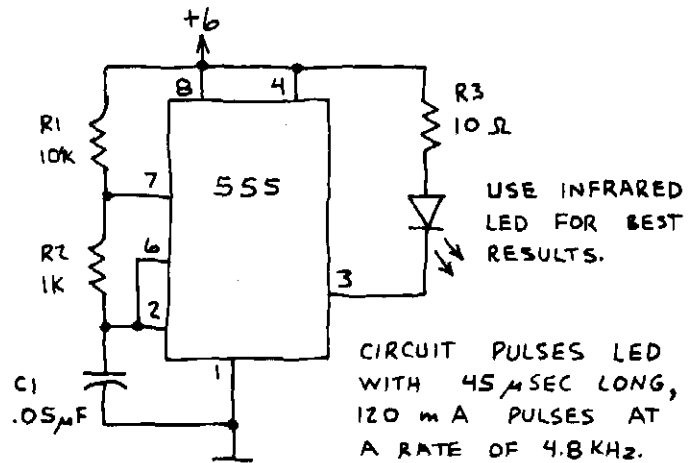 +6
8
4
R1
10K
R3
10 Ω
7
555
USE INFRARED
LED FOR BEST
RESULTS.
R2
1K
6
3
2
1
C1
.05µF
CIRCUIT PULSES LED
WITH 45 µSEC LONG,
120 mA PULSES AT
A RATE OF 4.8 KHz.